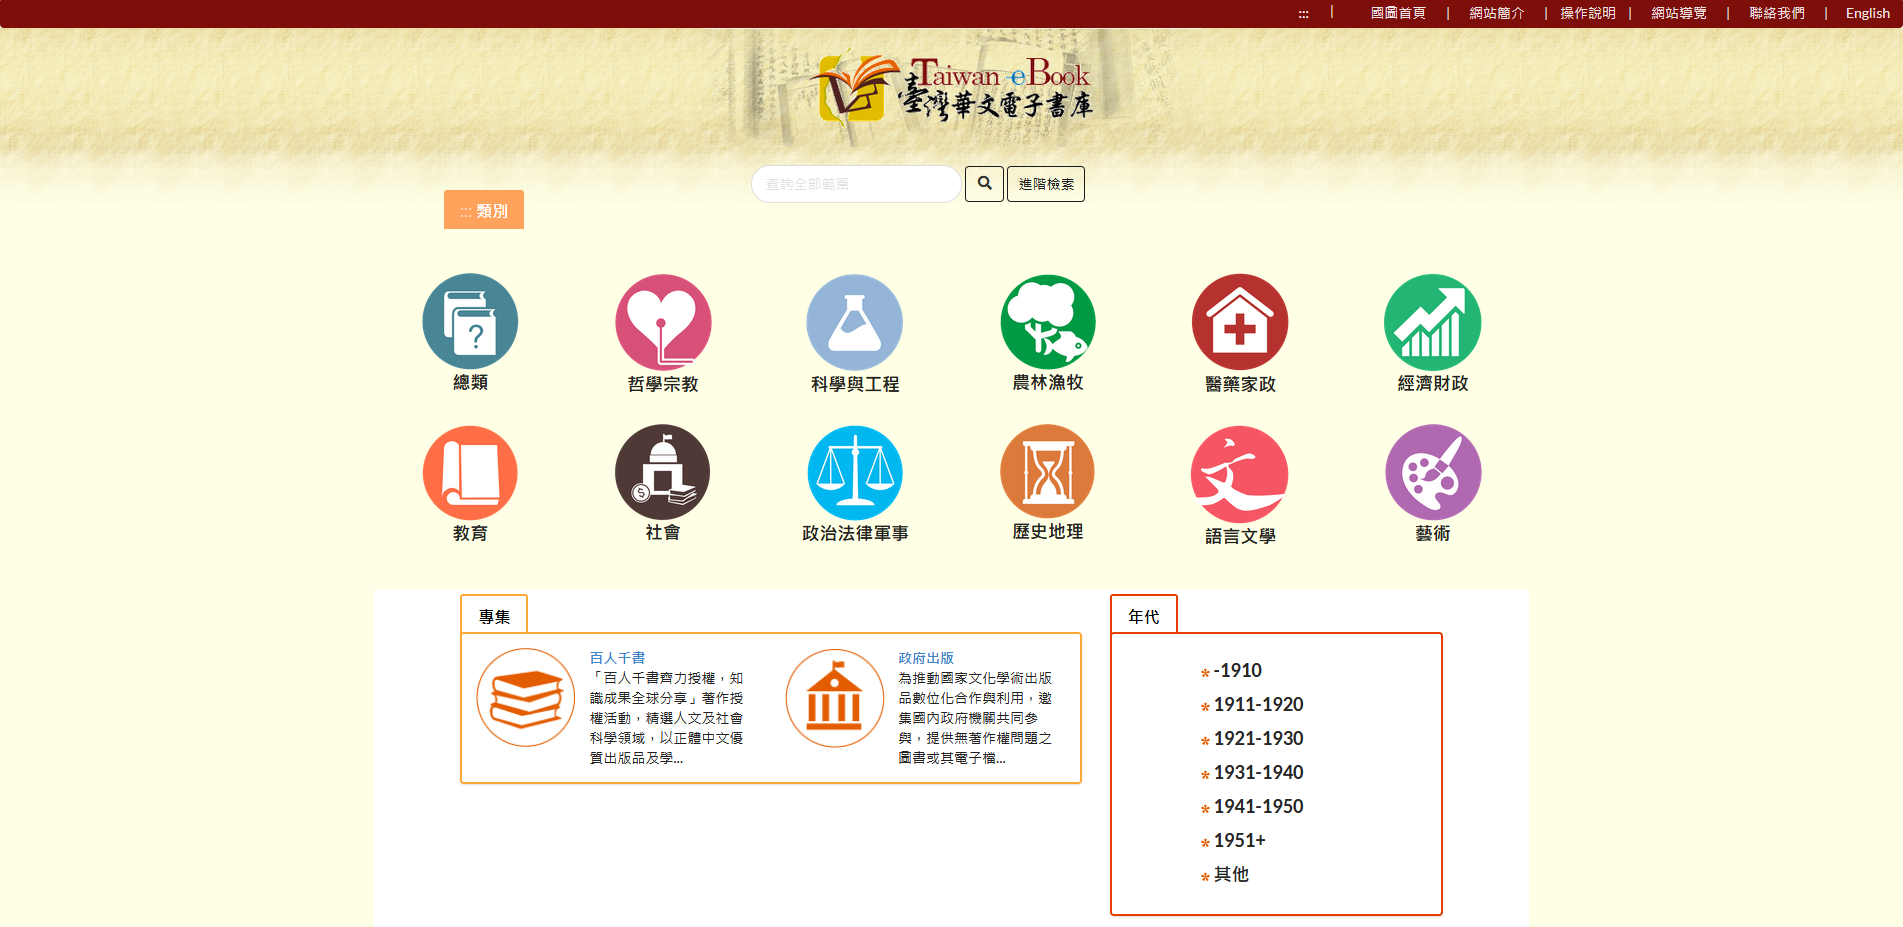 ::: | 國圖首頁 | 網站簡介 | 操作說明 | 網站導覽 | 聯絡我們 | English
Taiwan eBook
臺灣華文電子書庫
查詢全部範圍
進階檢索
::: 類別
?
總類 哲學宗教 科學與工程 農林漁牧 醫藥家政 經濟財政
$
文
教育 社會 政治法律軍事 歷史地理 語言文學 藝術
專集
百人千書
「百人千書齊力授權，知
識成果全球分享」著作授
權活動，精選人文及社會
科學領域，以正體中文優
質出版品及學...
政府出版
為推動國家文化學術出版
品數位化合作與利用，邀
集國內政府機關共同參
與，提供無著作權問題之
圖書或其電子檔...
年代
* -1910
* 1911-1920
* 1921-1930
* 1931-1940
* 1941-1950
* 1951+
* 其他